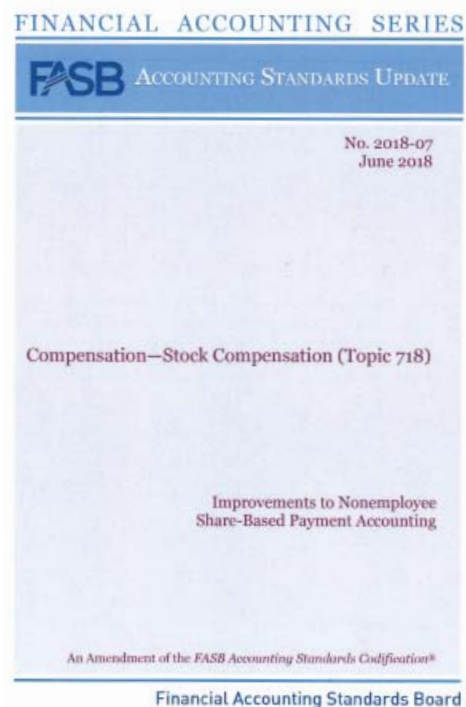 FINANCIAL ACCOUNTING SERIES
FASB ACCOUNTING STANDARDS UPDATE
No. 2018-07
June 2018
Compensation—Stock Compensation (Topic 718)
Improvements to Nonemployee
Share-Based Payment Accounting
An Amendment of the FASB Accounting Standards Codification®
Financial Accounting Standards Board